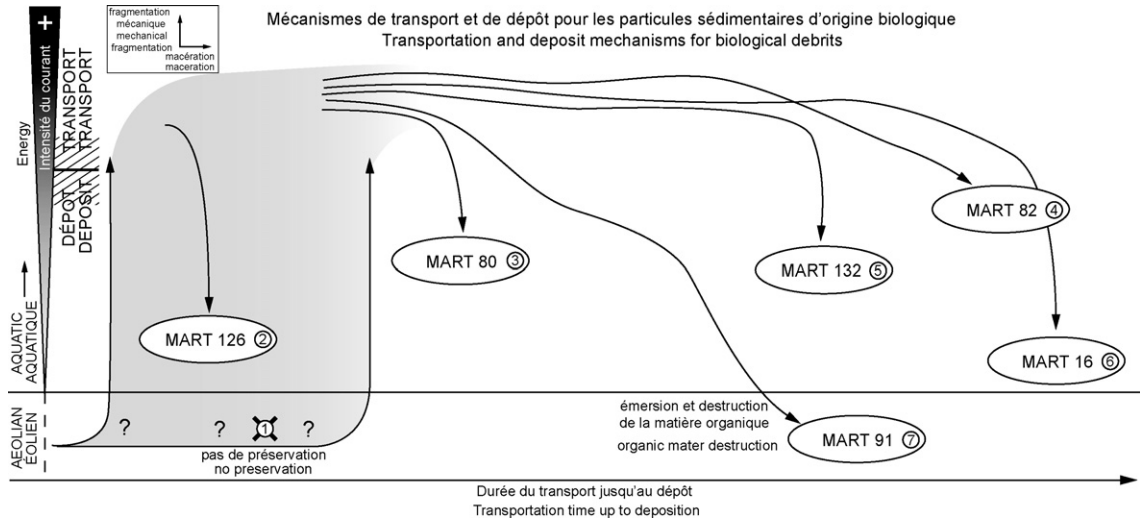 Mécanismes de transport et de dépôt pour les particules sédimentaires d'origine biologique
Transportation and deposit mechanisms for biological debrits
fragmentation
mécanique
mechanical
fragmentation
macération
maceration
+
Energy
Intensité du courant
TRANSPORT
TRANSPORT
DÉPÔT
DEPOSIT
AQUATIC
AQUATIQUE
AEOLIAN
ÉOLIEN
MART 82 4
MART 80 3
MART 132 5
MART 126 2
MART 16 6
? ? 1 ?
pas de préservation
no preservation
émersion et destruction
de la matière organique
organic mater destruction
MART 91 7
Durée du transport jusqu'au dépôt
Transportation time up to deposition